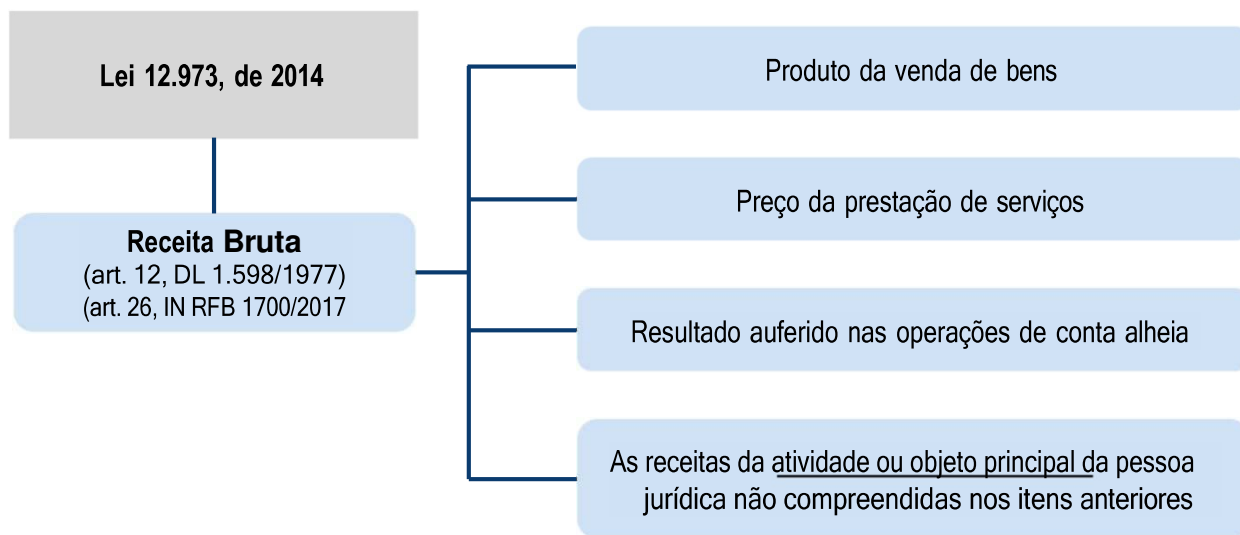 Lei 12.973, de 2014
Receita Bruta
(art. 12, DL 1.598/1977)
(art. 26, IN RFB 1700/2017
Produto da venda de bens
Preço da prestação de serviços
Resultado auferido nas operações de conta alheia
As receitas da atividade ou objeto principal da pessoa
jurídica não compreendidas nos itens anteriores